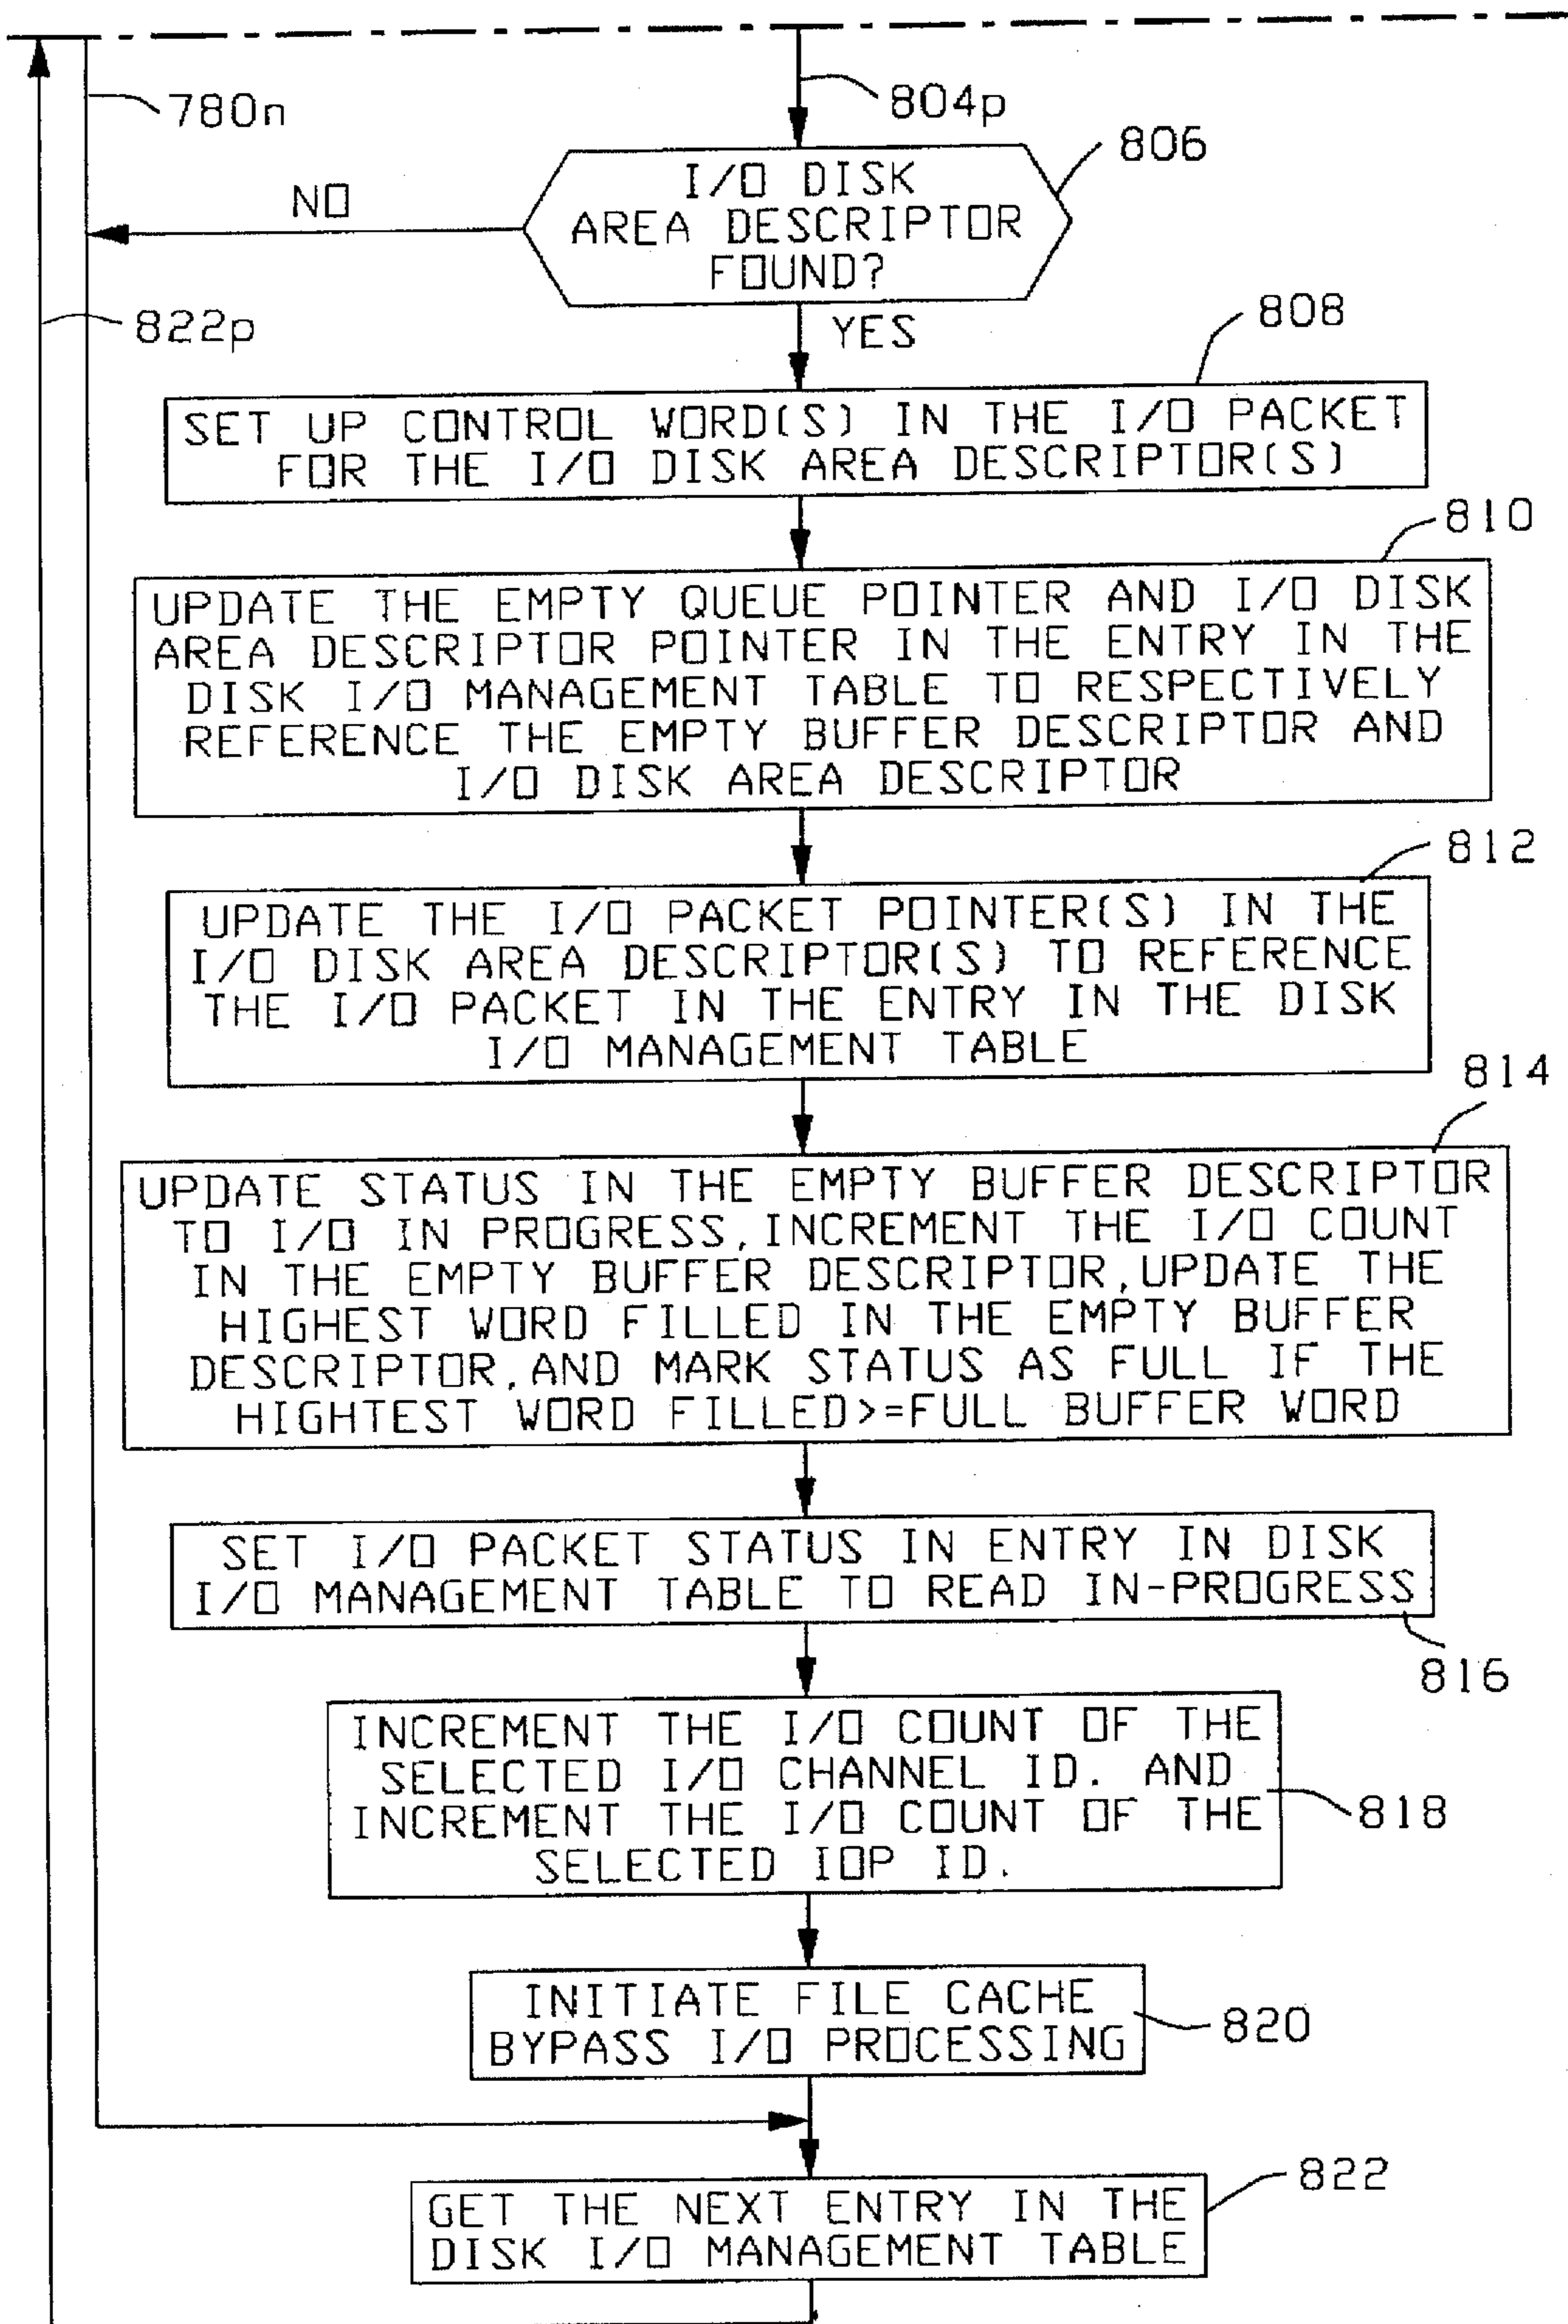 780n
804p
806
I/O DISK
AREA DESCRIPTOR
FOUND?
NO
822p
YES
808
SET UP CONTROL WORD(S) IN THE I/O PACKET
FOR THE I/O DISK AREA DESCRIPTOR(S)
810
UPDATE THE EMPTY QUEUE POINTER AND I/O DISK
AREA DESCRIPTOR POINTER IN THE ENTRY IN THE
DISK I/O MANAGEMENT TABLE TO RESPECTIVELY
REFERENCE THE EMPTY BUFFER DESCRIPTOR AND
I/O DISK AREA DESCRIPTOR
812
UPDATE THE I/O PACKET POINTER(S) IN THE
I/O DISK AREA DESCRIPTOR(S) TO REFERENCE
THE I/O PACKET IN THE ENTRY IN THE DISK
I/O MANAGEMENT TABLE
814
UPDATE STATUS IN THE EMPTY BUFFER DESCRIPTOR
TO I/O IN PROGRESS, INCREMENT THE I/O COUNT
IN THE EMPTY BUFFER DESCRIPTOR, UPDATE THE
HIGHEST WORD FILLED IN THE EMPTY BUFFER
DESCRIPTOR, AND MARK STATUS AS FULL IF THE
HIGHTEST WORD FILLED>=FULL BUFFER WORD
SET I/O PACKET STATUS IN ENTRY IN DISK
I/O MANAGEMENT TABLE TO READ IN-PROGRESS
816
INCREMENT THE I/O COUNT OF THE
SELECTED I/O CHANNEL ID. AND
INCREMENT THE I/O COUNT OF THE
SELECTED IOP ID.
818
INITIATE FILE CACHE
BYPASS I/O PROCESSING
820
822
GET THE NEXT ENTRY IN THE
DISK I/O MANAGEMENT TABLE